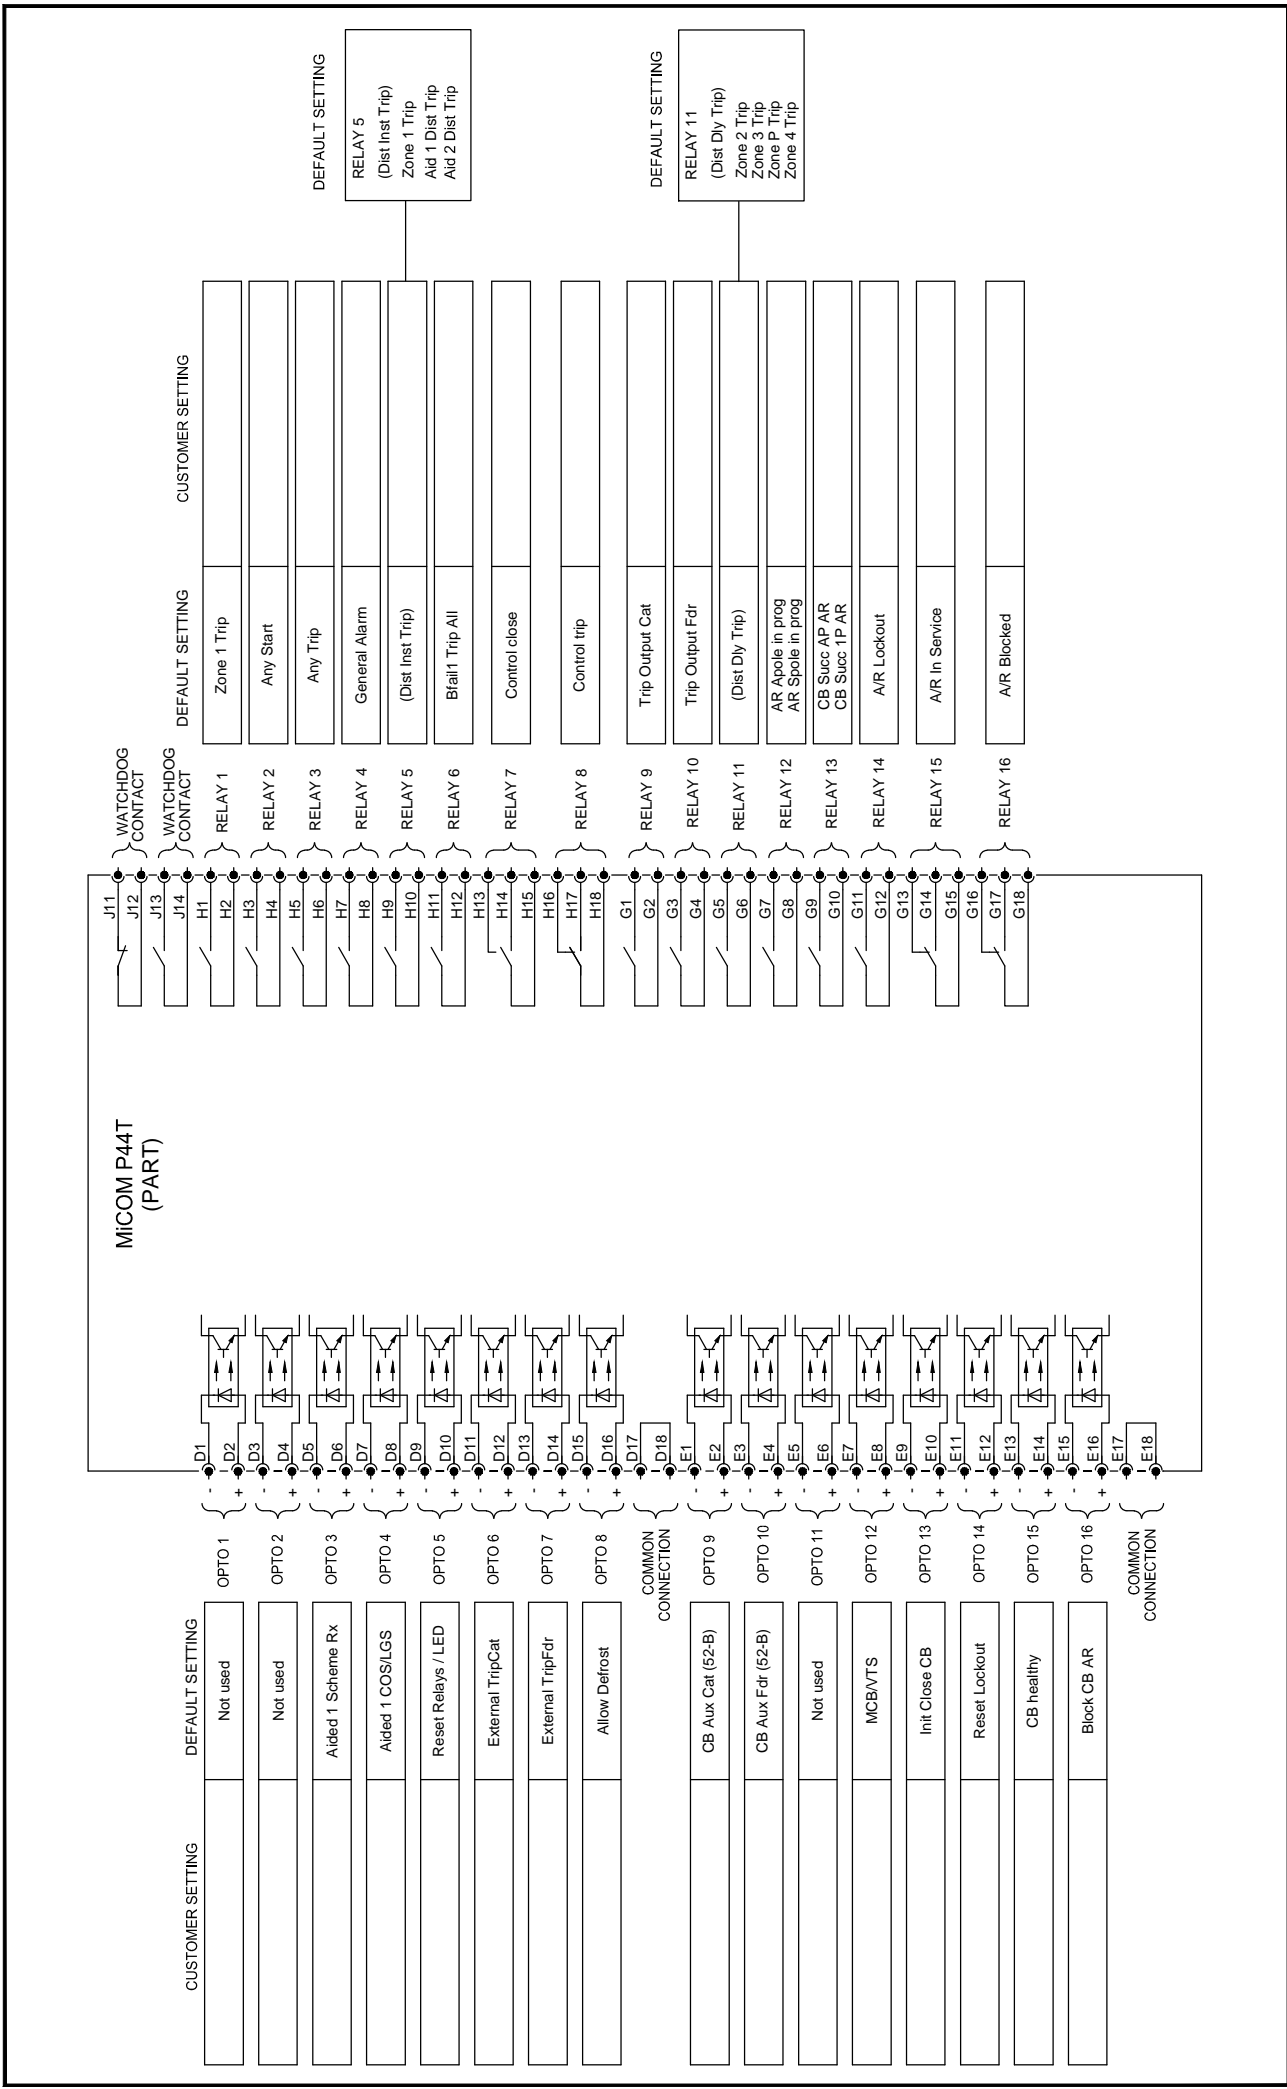 MiCOM P44T
(PART)
CUSTOMER SETTING
DEFAULT SETTING
Not used
OPTO 1
-
+
D1
D2
Not used
OPTO 2
-
+
D3
D4
Aided 1 Scheme Rx
OPTO 3
-
+
D5
D6
Aided 1 COS/LGS
OPTO 4
-
+
D7
D8
Reset Relays / LED
OPTO 5
-
+
D9
D10
External TripCat
OPTO 6
-
+
D11
D12
External TripFdr
OPTO 7
-
+
D13
D14
Allow Defrost
OPTO 8
-
+
D15
D16
COMMON
CONNECTION
D17
D18
CB Aux Cat (52-B)
OPTO 9
-
+
E1
E2
CB Aux Fdr (52-B)
OPTO 10
-
+
E3
E4
Not used
OPTO 11
-
+
E5
E6
MCB/VTS
OPTO 12
-
+
E7
E8
Init Close CB
OPTO 13
-
+
E9
E10
Reset Lockout
OPTO 14
-
+
E11
E12
CB healthy
OPTO 15
-
+
E13
E14
Block CB AR
OPTO 16
-
+
E15
E16
COMMON
CONNECTION
E17
E18
J11
J12
WATCHDOG
CONTACT
J13
J14
WATCHDOG
CONTACT
DEFAULT SETTING
CUSTOMER SETTING
H1
H2
RELAY 1
Zone 1 Trip
H3
H4
RELAY 2
Any Start
H5
H6
RELAY 3
Any Trip
H7
H8
RELAY 4
General Alarm
H9
H10
RELAY 5
(Dist Inst Trip)
H11
H12
RELAY 6
Bfail1 Trip All
H13
H14
H15
RELAY 7
Control close
H16
H17
H18
RELAY 8
Control trip
G1
G2
RELAY 9
Trip Output Cat
G3
G4
RELAY 10
Trip Output Fdr
G5
G6
RELAY 11
(Dist Dly Trip)
G7
G8
RELAY 12
AR Apole in prog
AR Spole in prog
G9
G10
RELAY 13
CB Succ AP AR
CB Succ 1P AR
G11
G12
RELAY 14
A/R Lockout
G13
G14
G15
RELAY 15
A/R In Service
G16
G17
G18
RELAY 16
A/R Blocked
DEFAULT SETTING
RELAY 5
(Dist Inst Trip)
Zone 1 Trip
Aid 1 Dist Trip
Aid 2 Dist Trip
DEFAULT SETTING
RELAY 11
(Dist Dly Trip)
Zone 2 Trip
Zone 3 Trip
Zone P Trip
Zone 4 Trip